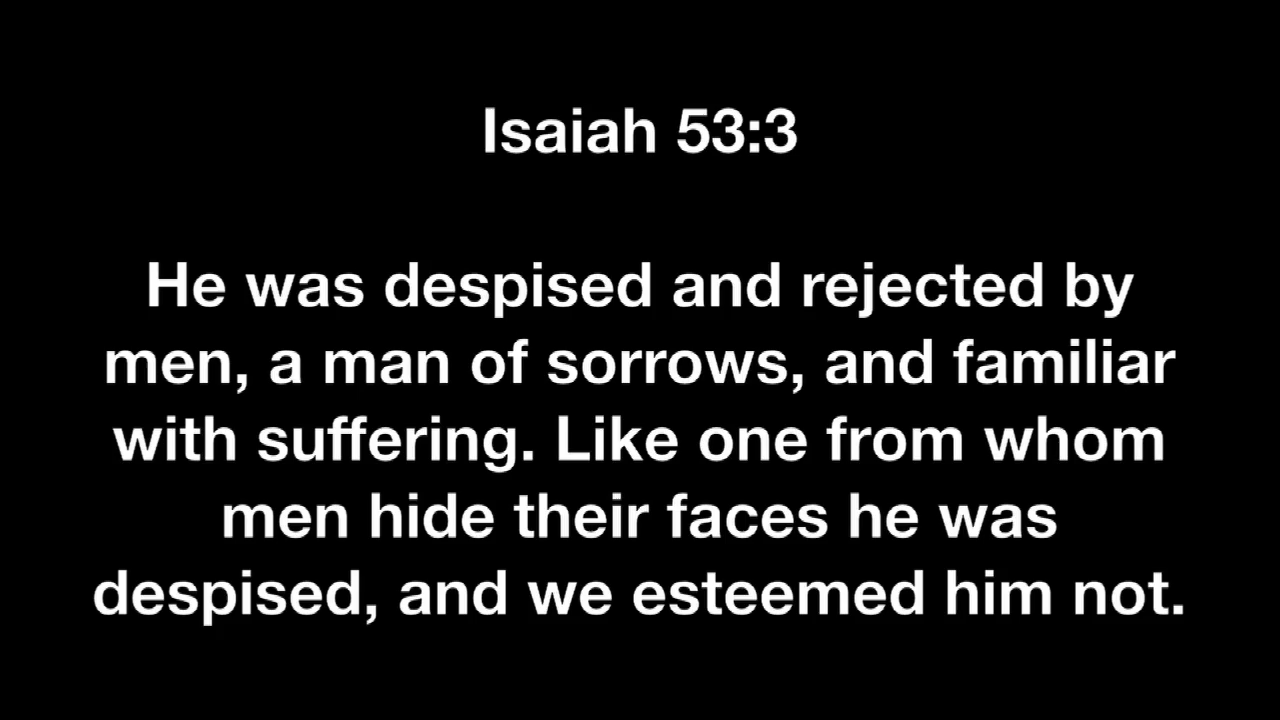 Isaiah 53:3
He was despised and rejected by
men, a man of sorrows, and familiar
with suffering. Like one from whom
men hide their faces he was
despised, and we esteemed him not.